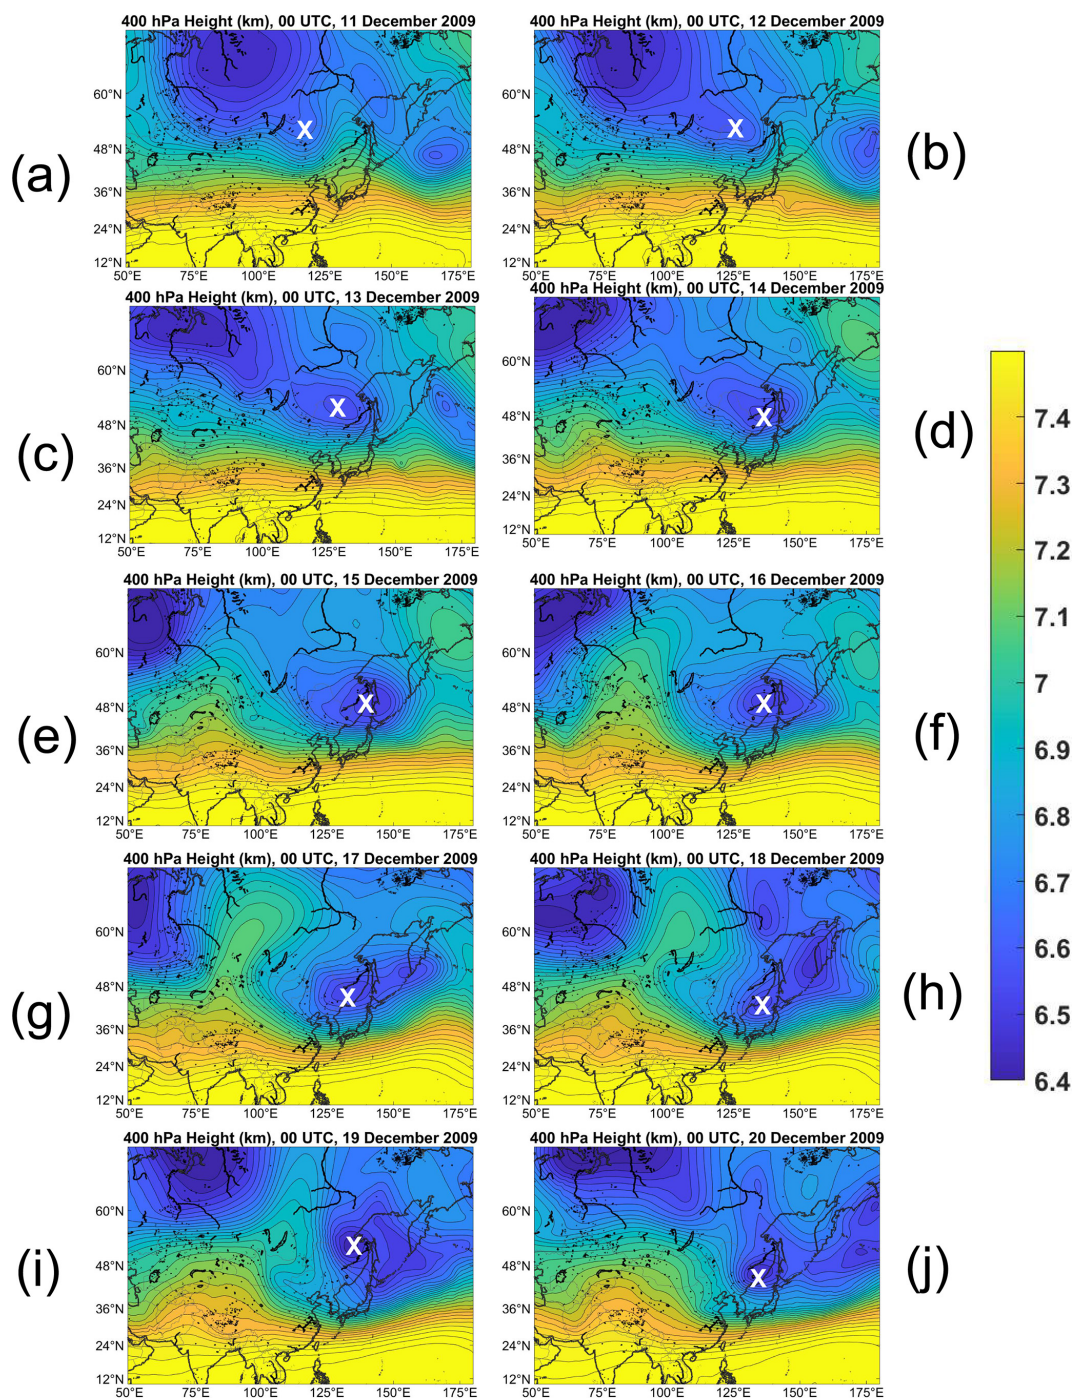 400 hPa Height (km), 00 UTC, 11 December 2009
400 hPa Height (km), 00 UTC, 12 December 2009
60°N
48°N
36°N
24°N
12°N
50°E 75°E 100°E 125°E 150°E 175°E
X
(a)
60°N
48°N
36°N
24°N
12°N
50°E 75°E 100°E 125°E 150°E 175°E
X
(b)
400 hPa Height (km), 00 UTC, 13 December 2009
400 hPa Height (km), 00 UTC, 14 December 2009
60°N
48°N
36°N
24°N
12°N
50°E 75°E 100°E 125°E 150°E 175°E
X
(c)
60°N
48°N
36°N
24°N
12°N
50°E 75°E 100°E 125°E 150°E 175°E
X
(d)
400 hPa Height (km), 00 UTC, 15 December 2009
400 hPa Height (km), 00 UTC, 16 December 2009
60°N
48°N
36°N
24°N
12°N
50°E 75°E 100°E 125°E 150°E 175°E
X
(e)
60°N
48°N
36°N
24°N
12°N
50°E 75°E 100°E 125°E 150°E 175°E
X
(f)
400 hPa Height (km), 00 UTC, 17 December 2009
400 hPa Height (km), 00 UTC, 18 December 2009
60°N
48°N
36°N
24°N
12°N
50°E 75°E 100°E 125°E 150°E 175°E
X
(g)
60°N
48°N
36°N
24°N
12°N
50°E 75°E 100°E 125°E 150°E 175°E
X
(h)
400 hPa Height (km), 00 UTC, 19 December 2009
400 hPa Height (km), 00 UTC, 20 December 2009
60°N
48°N
36°N
24°N
12°N
50°E 75°E 100°E 125°E 150°E 175°E
X
(i)
60°N
48°N
36°N
24°N
12°N
50°E 75°E 100°E 125°E 150°E 175°E
X
(j)
7.4
7.3
7.2
7.1
7
6.9
6.8
6.7
6.6
6.5
6.4